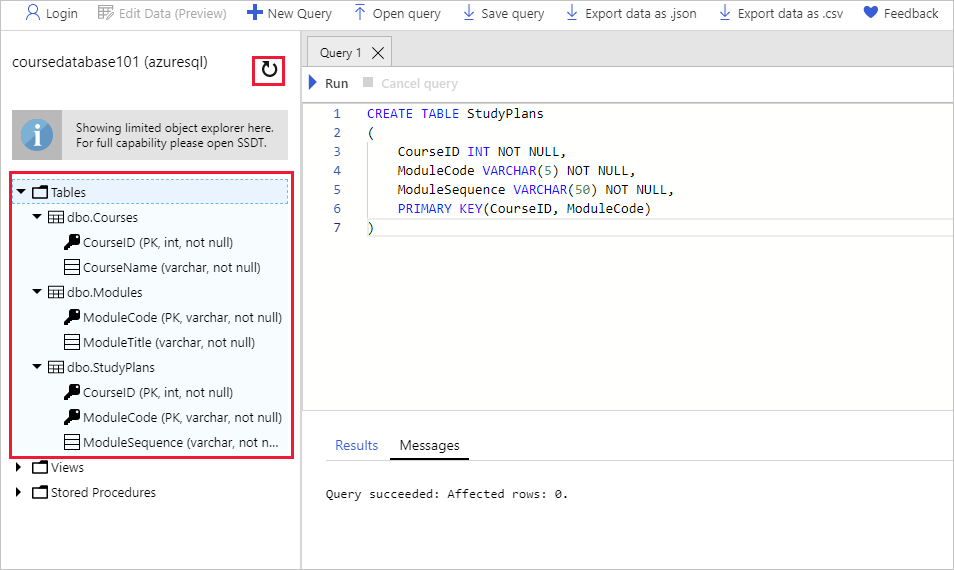 Login Edit Data (Preview) New Query Open query Save query Export data as .json Export data as .csv Feedback
coursedatabase101 (azuresql)
Showing limited object explorer here.
For full capability please open SSDT.
Tables
dbo.Courses
CourseID (PK, int, not null)
CourseName (varchar, not null)
dbo.Modules
ModuleCode (PK, varchar, not null)
ModuleTitle (varchar, not null)
dbo.StudyPlans
CourseID (PK, int, not null)
ModuleCode (PK, varchar, not null)
ModuleSequence (varchar, not n...
Views
Stored Procedures
Query 1
Run Cancel query
1 CREATE TABLE StudyPlans
2 (
3 CourseID INT NOT NULL,
4 ModuleCode VARCHAR(5) NOT NULL,
5 ModuleSequence VARCHAR(50) NOT NULL,
6 PRIMARY KEY(CourseID, ModuleCode)
7 )
Results Messages
Query succeeded: Affected rows: 0.